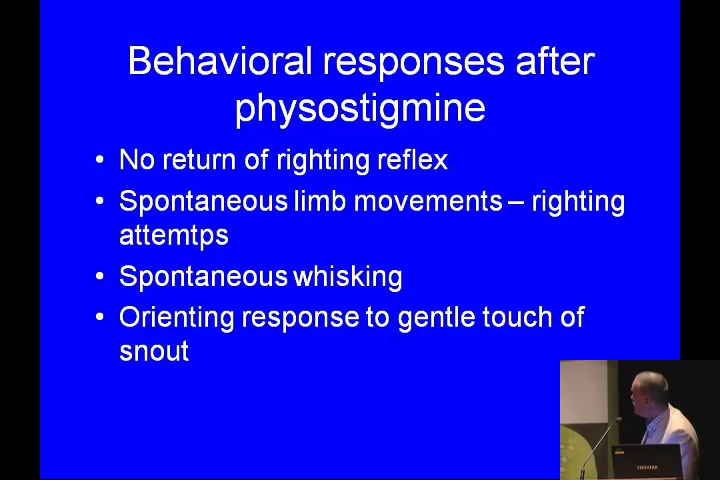 Behavioral responses after
physostigmine
• No return of righting reflex
• Spontaneous limb movements – righting
attemtps
• Spontaneous whisking
• Orienting response to gentle touch of
snout
TOSHIBA